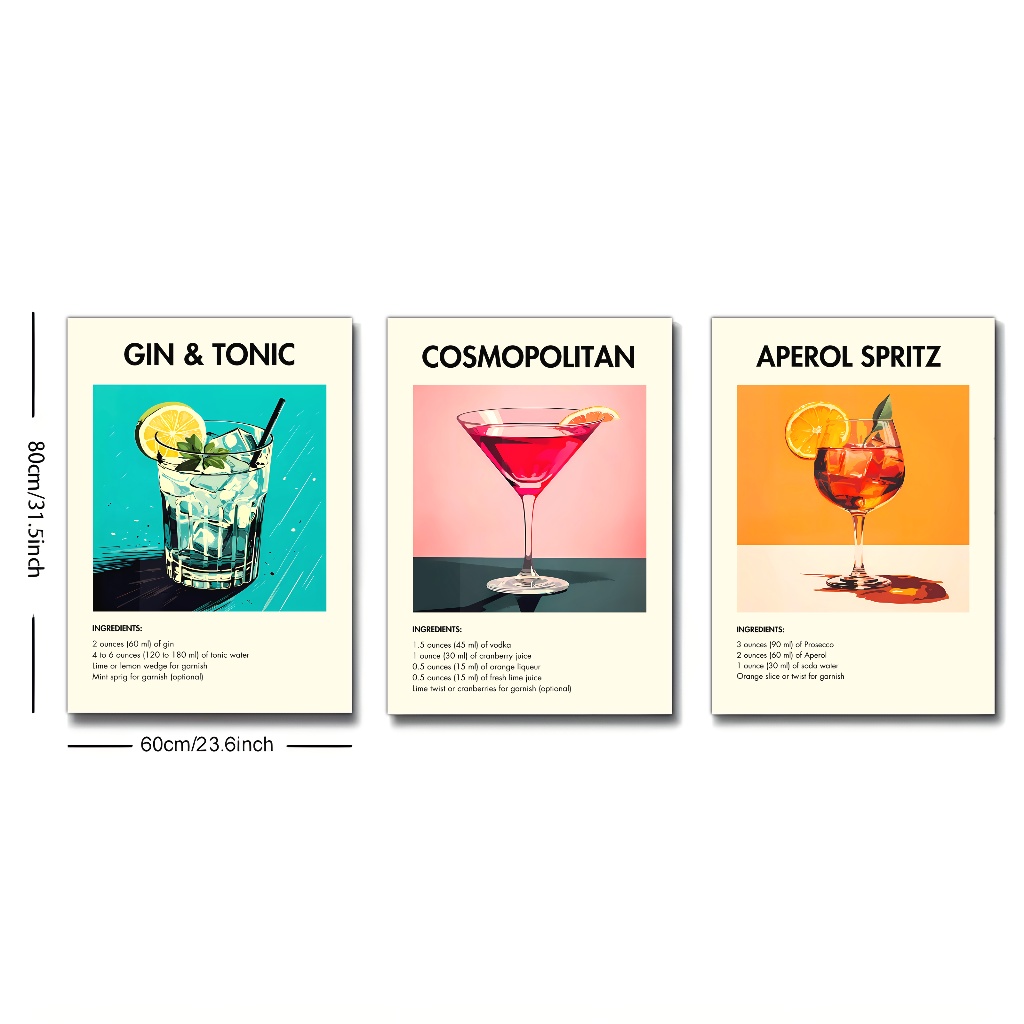 GIN & TONIC
INGREDIENTS:
2 ounces (60 ml) of gin
4 to 6 ounces (120 to 180 ml) of tonic water
Lime or lemon wedge for garnish
Mint sprig for garnish (optional)
COSMOPOLITAN
INGREDIENTS:
1.5 ounces (45 ml) of vodka
1 ounce (30 ml) of cranberry juice
0.5 ounces (15 ml) of orange liqueur
0.5 ounces (15 ml) of fresh lime juice
Lime twist or cranberries for garnish (optional)
APEROL SPRITZ
INGREDIENTS:
3 ounces (90 ml) of Prosecco
2 ounces (60 ml) of Aperol
1 ounce (30 ml) of soda water
Orange slice or twist for garnish
80cm/31.5inch
60cm/23.6inch